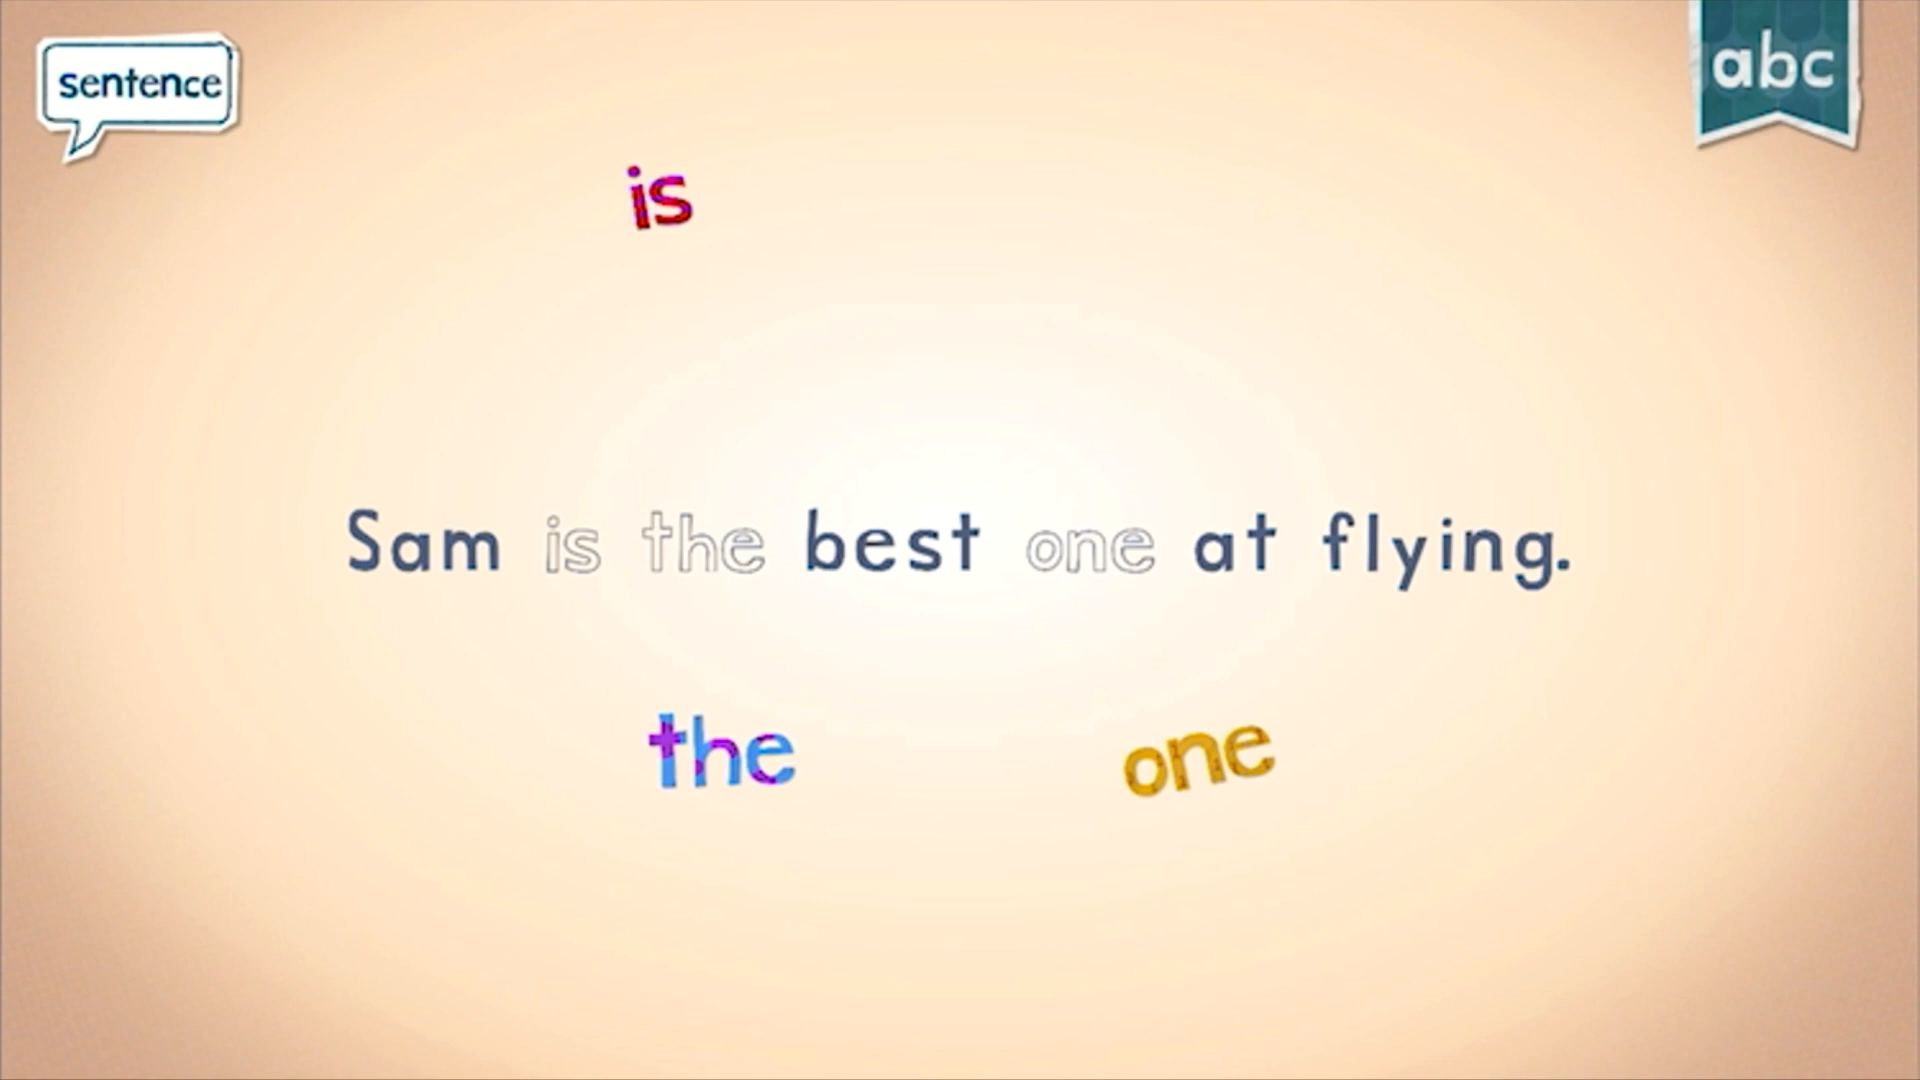 sentence
abc
is
Sam is the best one at flying.
the
one